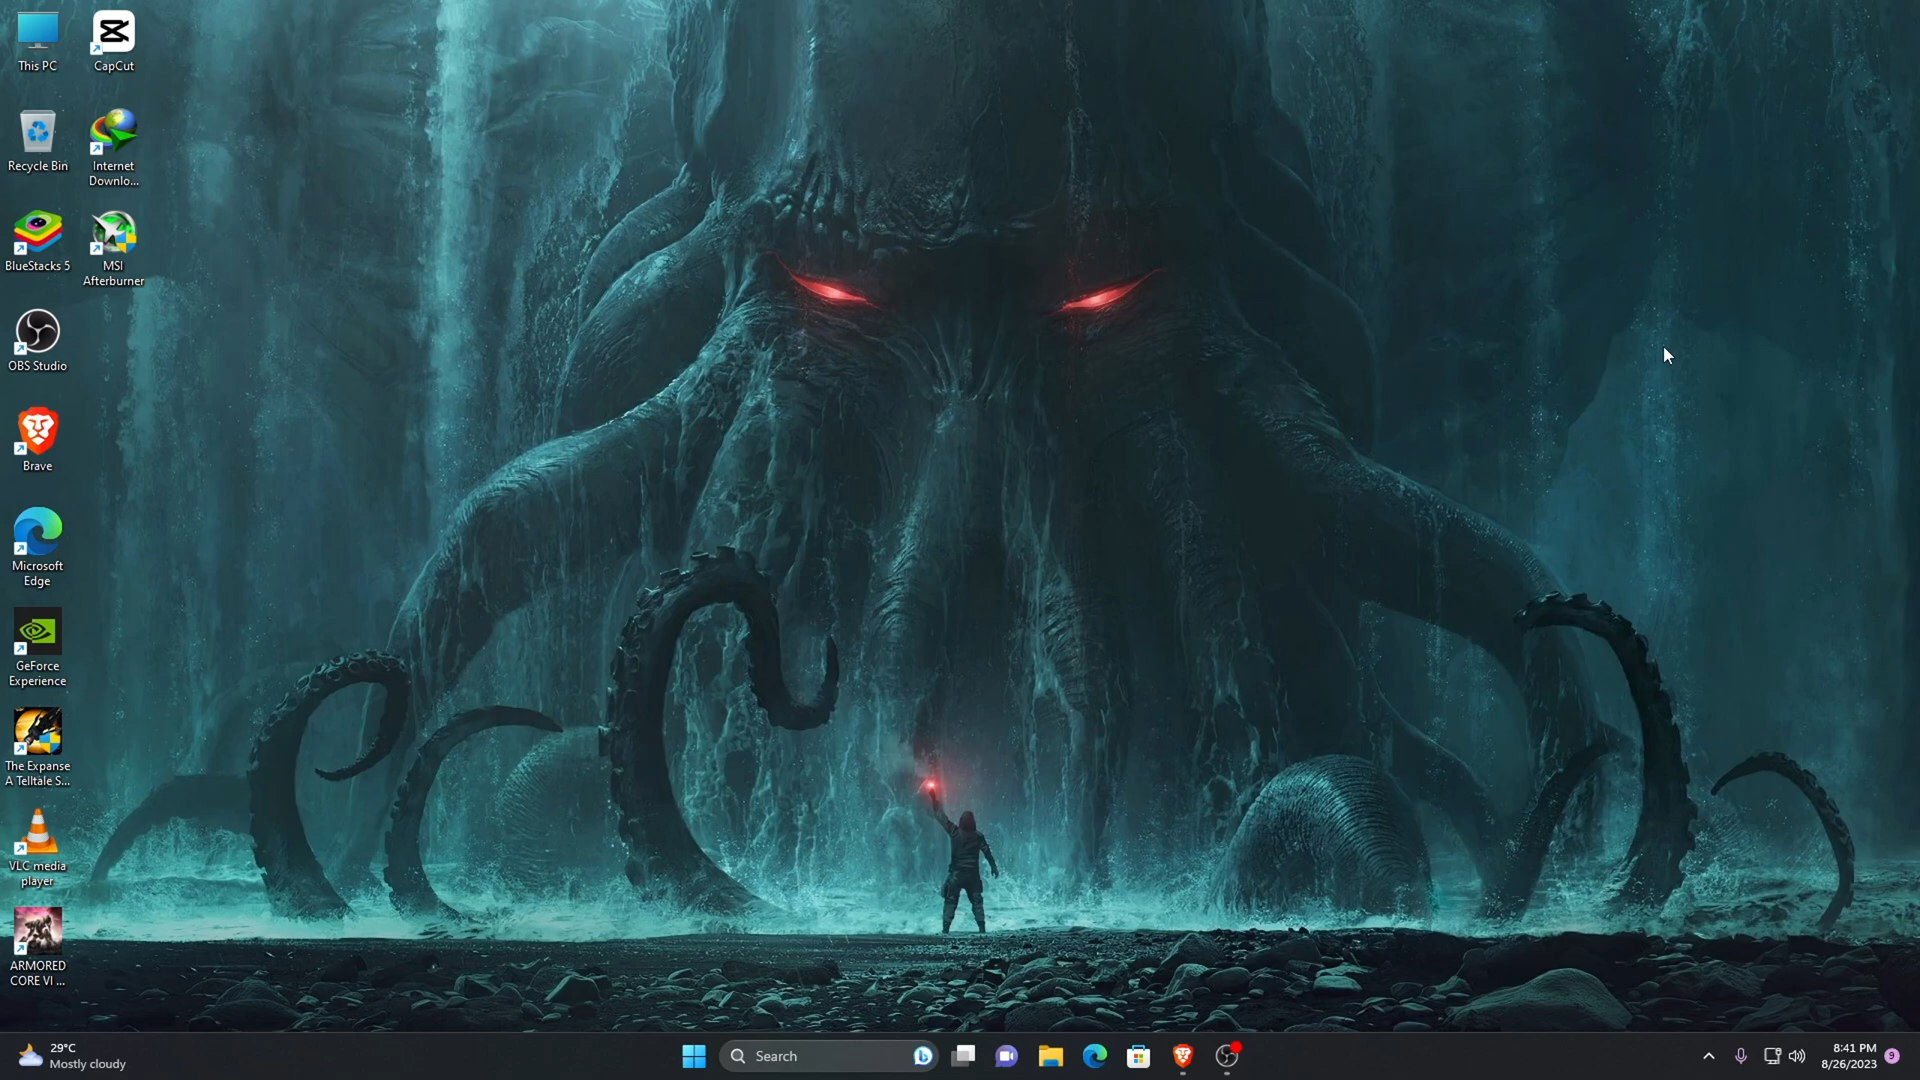 This PC
CapCut
Recycle Bin
Internet
Downlo...
BlueStacks 5
MSI
Afterburner
OBS Studio
Brave
Microsoft
Edge
GeForce
Experience
The Expanse
A Telltale S...
VLC media
player
ARMORED
CORE VI ...
29°C
Mostly cloudy
Search
8:41 PM
8/26/2023
9